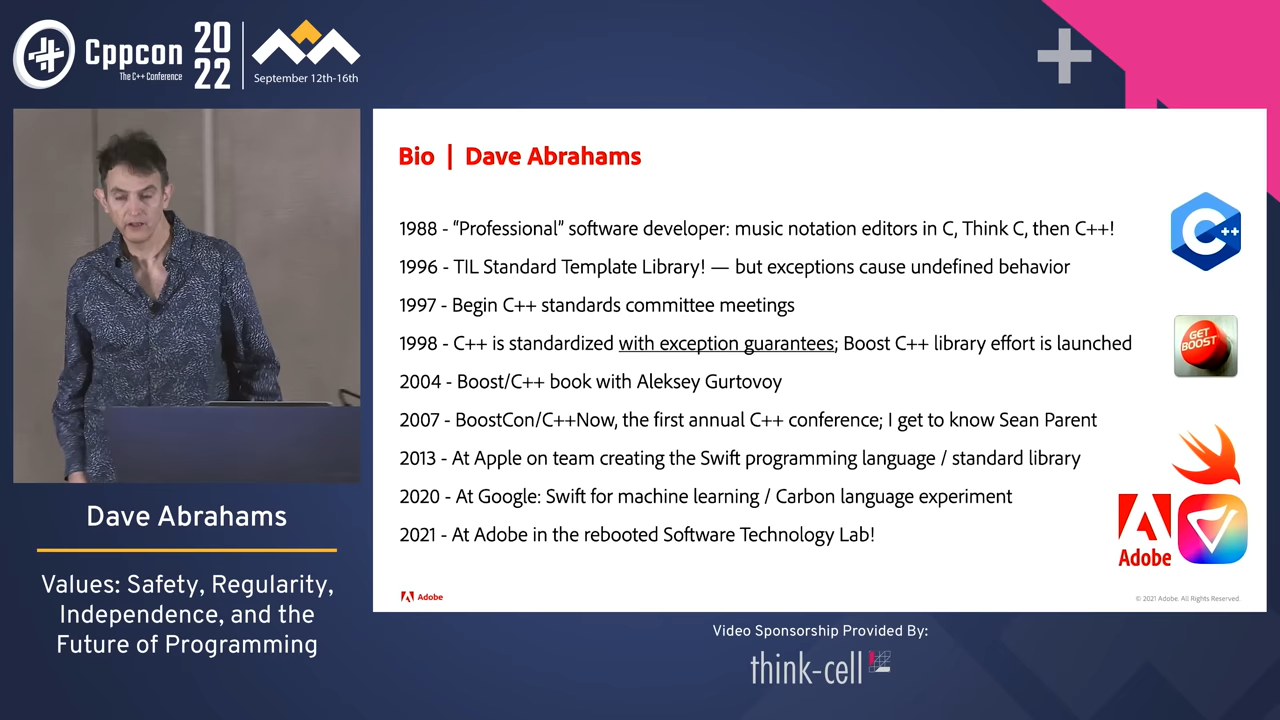 Cppcon
The C++ Conference
20
22
September 12th-16th
Bio | Dave Abrahams
1988 - “Professional” software developer: music notation editors in C, Think C, then C++!
1996 - TIL Standard Template Library! — but exceptions cause undefined behavior
1997 - Begin C++ standards committee meetings
1998 - C++ is standardized with exception guarantees; Boost C++ library effort is launched
2004 - Boost/C++ book with Aleksey Gurtovoy
2007 - BoostCon/C++Now, the first annual C++ conference; I get to know Sean Parent
2013 - At Apple on team creating the Swift programming language / standard library
2020 - At Google: Swift for machine learning / Carbon language experiment
2021 - At Adobe in the rebooted Software Technology Lab!
C++
GET
BOOST
Adobe
Adobe
© 2021 Adobe. All Rights Reserved.
Dave Abrahams
Values: Safety, Regularity,
Independence, and the
Future of Programming
Video Sponsorship Provided By:
think-cell